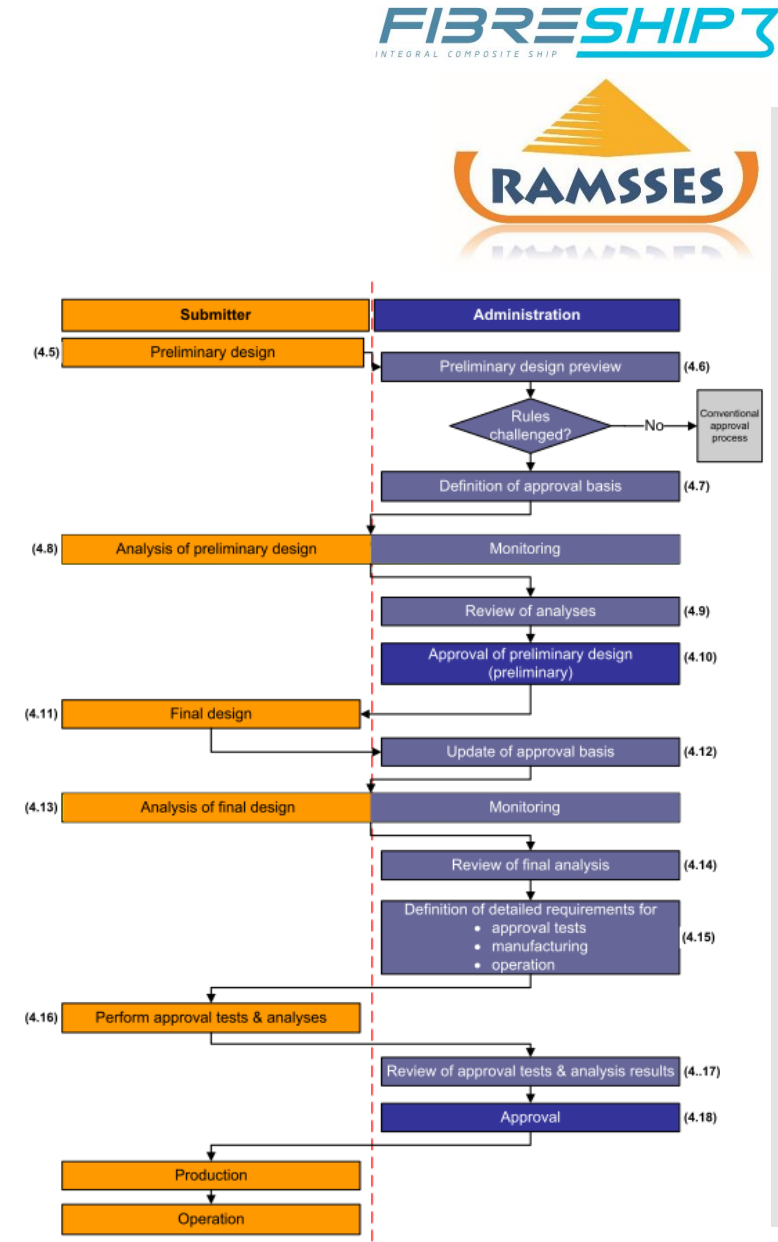 FIBRESHIP
INTEGRAL COMPOSITE SHIP
RAMSSES
Submitter
Administration
(4.5)
Preliminary design
Preliminary design preview
(4.6)
Rules
challenged?
No
Conventional
approval
process
Definition of approval basis
(4.7)
(4.8)
Analysis of preliminary design
Monitoring
Review of analyses
(4.9)
Approval of preliminary design
(preliminary)
(4.10)
(4.11)
Final design
Update of approval basis
(4.12)
(4.13)
Analysis of final design
Monitoring
Review of final analysis
(4.14)
Definition of detailed requirements for
• approval tests
• manufacturing
• operation
(4.15)
(4.16)
Perform approval tests & analyses
Review of approval tests & analysis results
(4..17)
Approval
(4.18)
Production
Operation